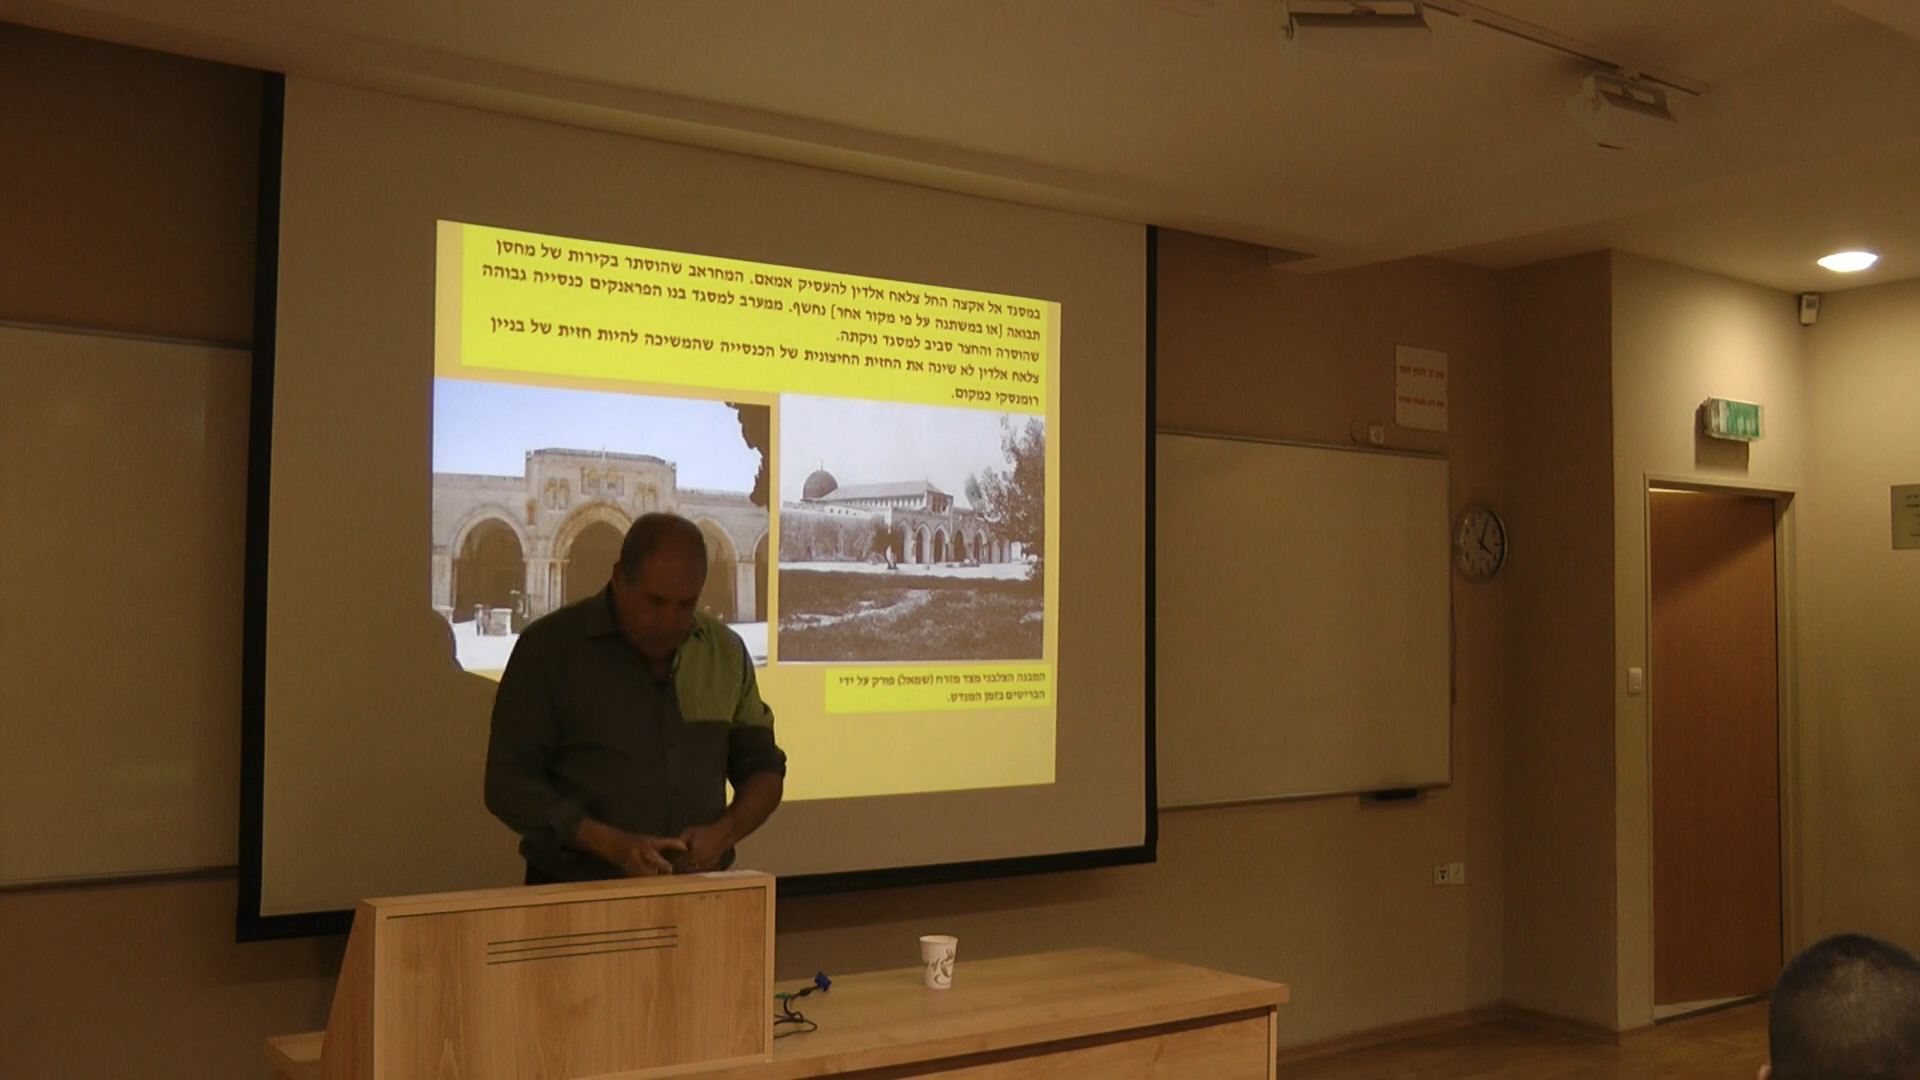 במסגד אל אקצה החל צלאח אלדין להעסיק אמאם. המחראב שהוסתר בקירות של מחסן
תבואה [או במשתנה על פי מקור אחר] נחשף. ממערב למסגד בנו הפראנקים כנסייה גבוהה
שהוסרה והחצר סביב למסגד נוקתה.
צלאח אלדין לא שינה את החזית החיצונית של הכנסייה שהמשיכה להיות חזית של בניין
רומנסקי כמקום.
המבנה הצלבני מצד מזרח (שמאל) פורק על ידי
הבריטים בזמן המנדט.